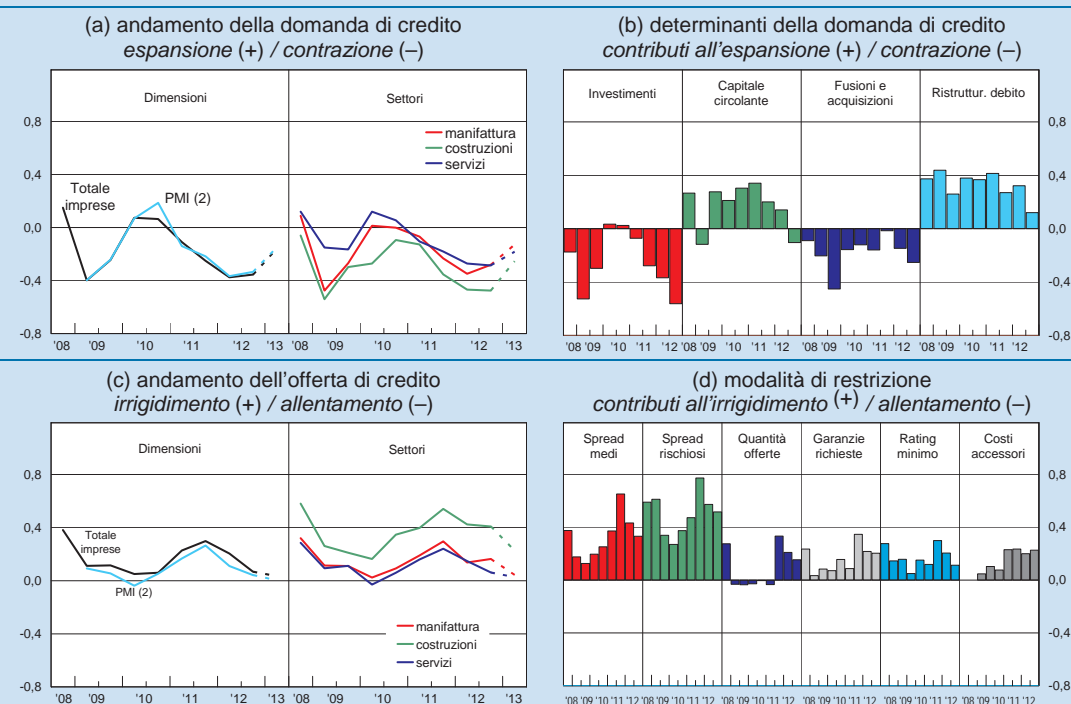 (a) andamento della domanda di credito
espansione (+) / contrazione (–)
Dimensioni
Settori
0,8
0,4
0,0
-0,4
-0,8
manifattura
costruzioni
servizi
Totale
imprese
PMI (2)
'08 '09 '10 '11 '12 '13 '08 '09 '10 '11 '12 '13
(b) determinanti della domanda di credito
contributi all'espansione (+) / contrazione (–)
Investimenti
Capitale
circolante
Fusioni e
acquisizioni
Ristruttur. debito
0,8
0,4
0,0
-0,4
-0,8
'08 '09 '10 '11 '12 '08 '09 '10 '11 '12 '08 '09 '10 '11 '12 '08 '09 '10 '11 '12
(c) andamento dell'offerta di credito
irrigidimento (+) / allentamento (–)
Dimensioni
Settori
0,8
0,4
0,0
-0,4
-0,8
Totale
imprese
PMI (2)
manifattura
costruzioni
servizi
'08 '09 '10 '11 '12 '13 '08 '09 '10 '11 '12 '13
(d) modalità di restrizione
contributi all'irrigidimento (+) / allentamento (–)
Spread
medi
Spread
rischiosi
Quantità
offerte
Garanzie
richieste
Rating
minimo
Costi
accessori
0,8
0,4
0,0
-0,4
-0,8
'08 '09 '10 '11 '12 '08 '09 '10 '11 '12 '08 '09 '10 '11 '12 '08 '09 '10 '11 '12 '08 '09 '10 '11 '12 '08 '09 '10 '11 '12